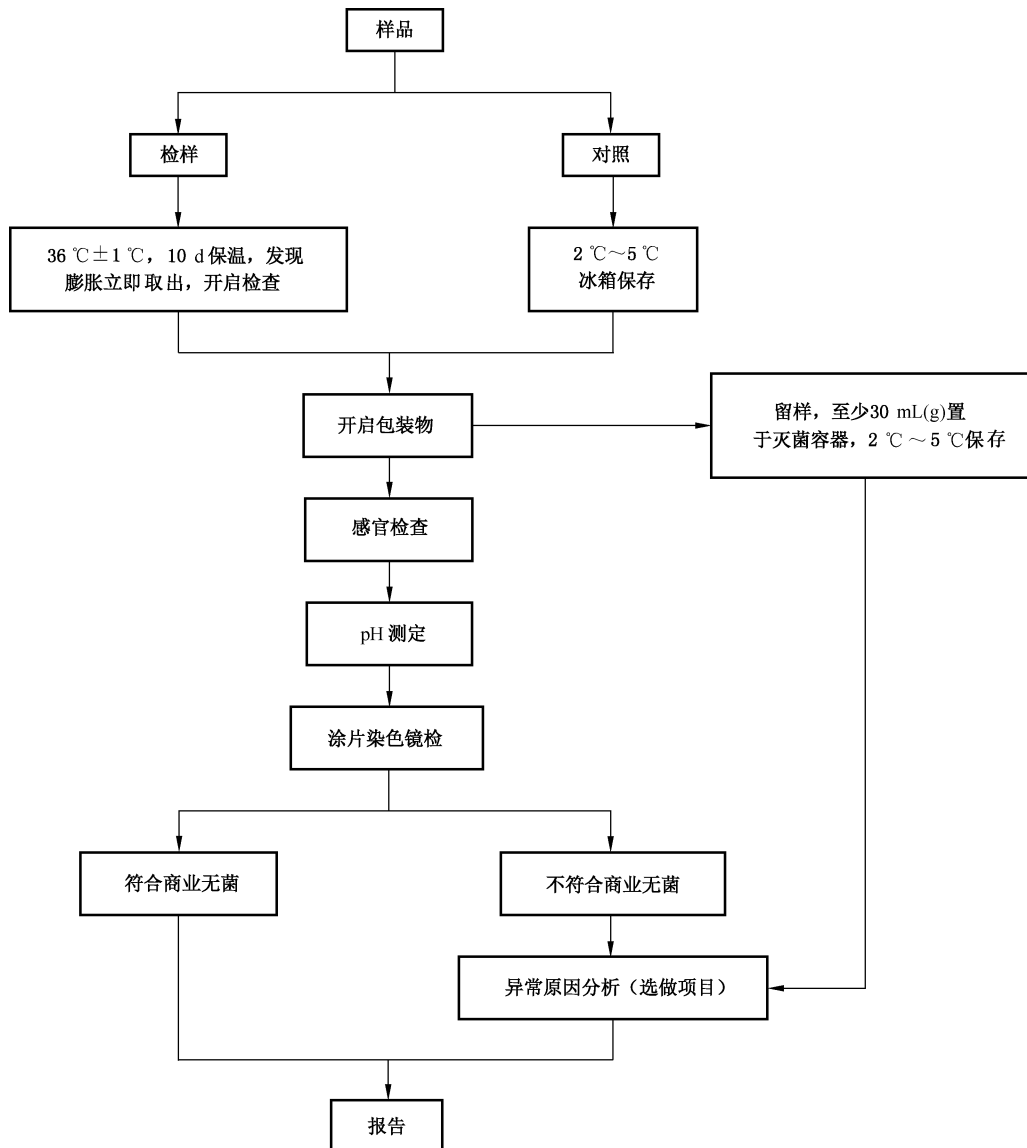 样品
检样
对照
36 ℃±1 ℃，10 d 保温，发现
膨胀立即取出，开启检查
2 ℃～5 ℃
冰箱保存
开启包装物
留样，至少30 mL(g)置
于灭菌容器，2 ℃～5 ℃保存
感官检查
pH 测定
涂片染色镜检
符合商业无菌
不符合商业无菌
异常原因分析（选做项目）
报告